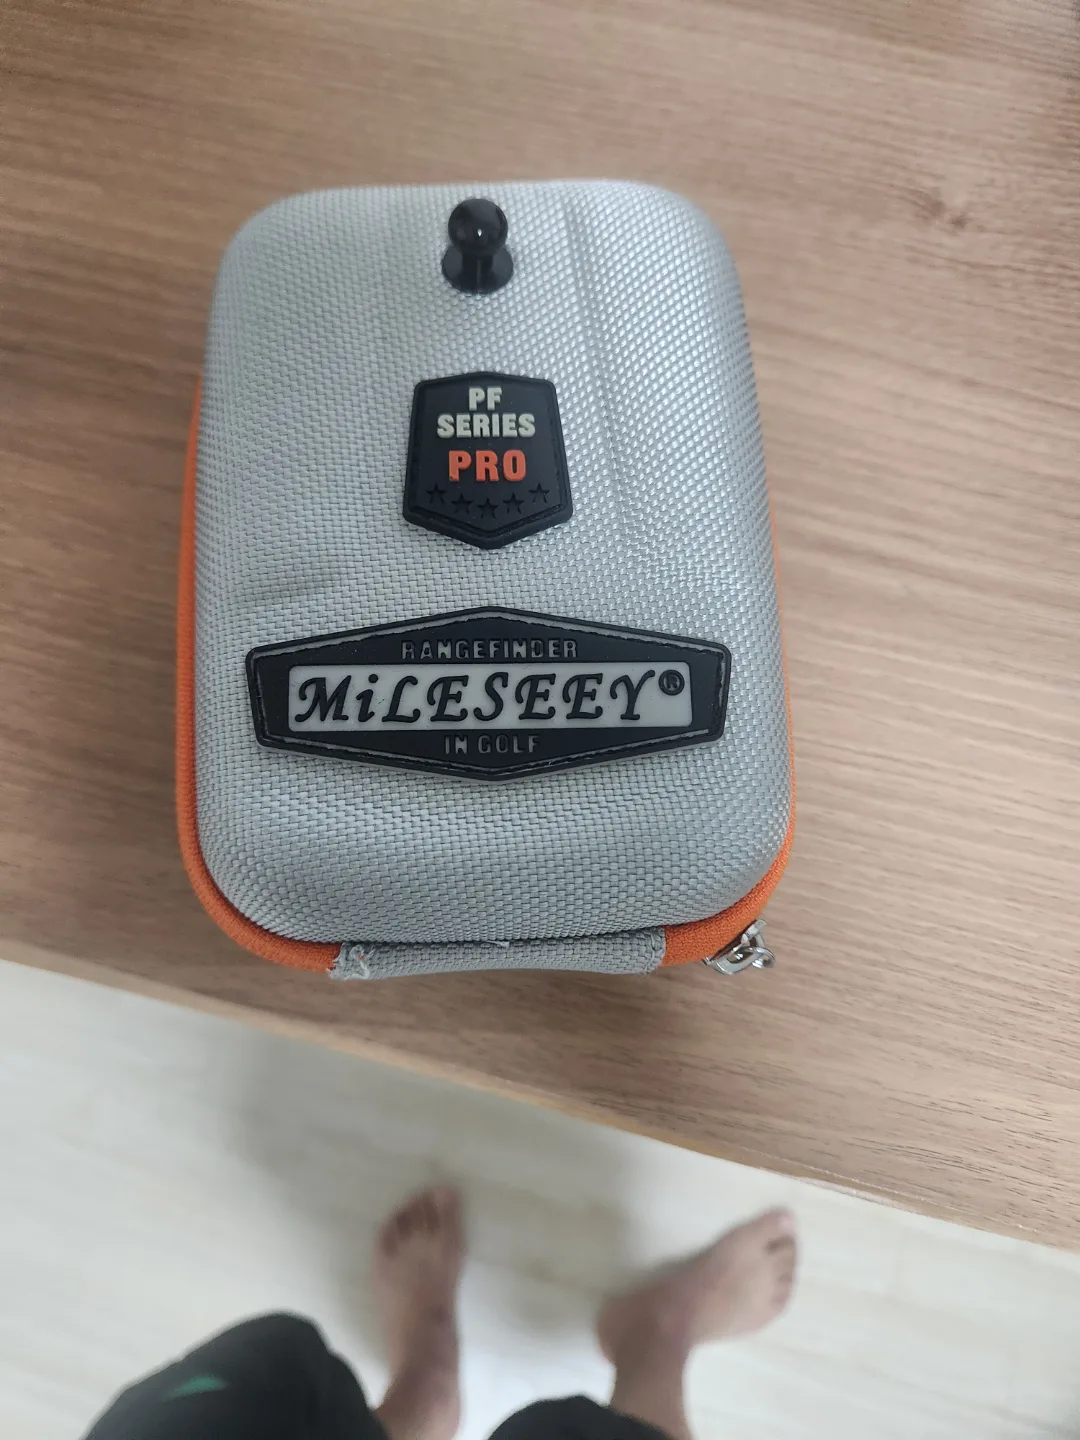 PF
SERIES
PRO
RANGEFINDER
MiLESEEY®
IN GOLF